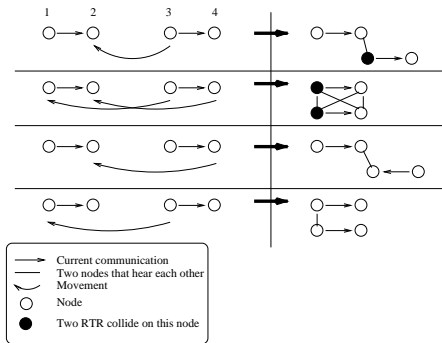 1 2 3 4
Current communication
Two nodes that hear each other
Movement
Node
Two RTR collide on this node